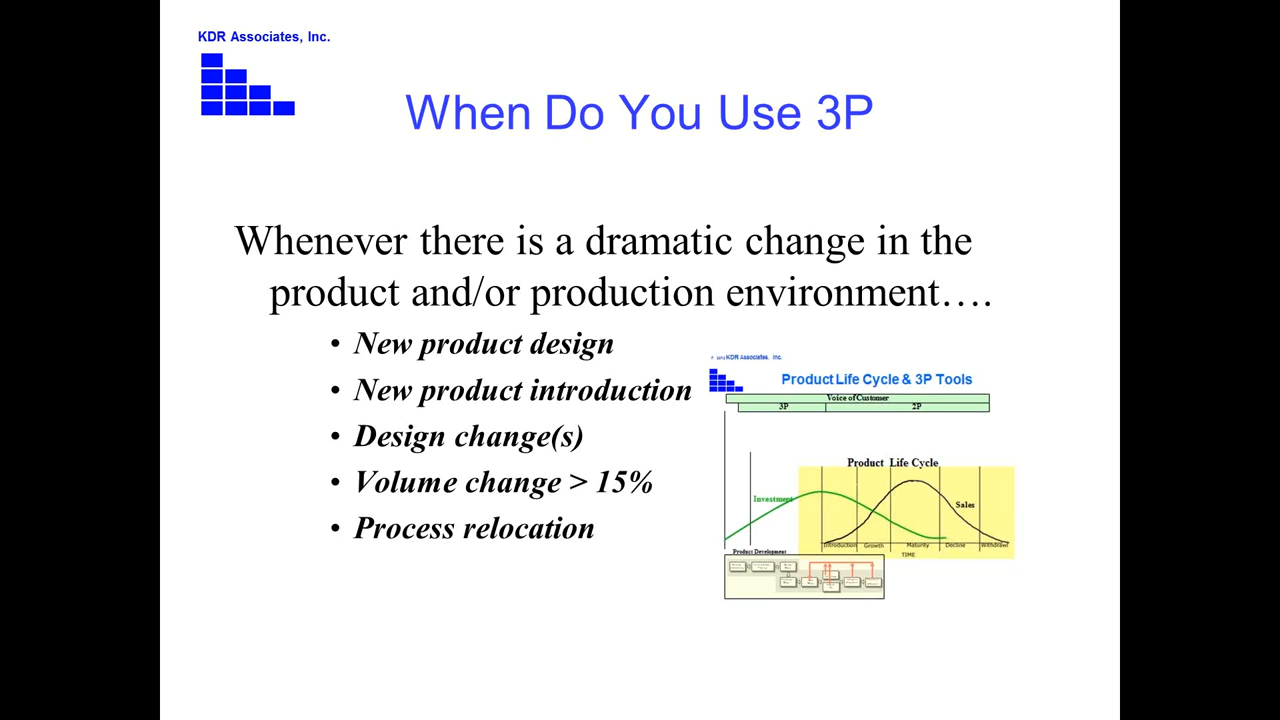 KDR Associates, Inc.
When Do You Use 3P
Whenever there is a dramatic change in the
product and/or production environment….
• New product design
• New product introduction
• Design change(s)
• Volume change > 15%
• Process relocation
KDR Associates, Inc.
Product Life Cycle & 3P Tools
Voice of Customer
3P 2P
Product Life Cycle
Investment
Sales
Introduction Growth Maturity Decline Withdrawl
TIME
Product Development